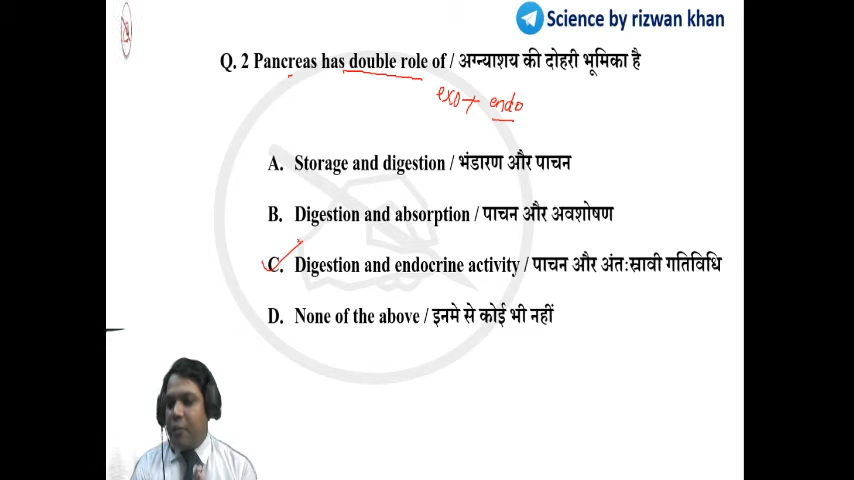 Science by rizwan khan
Q. 2 Pancreas has double role of / अग्न्याशय की दोहरी भूमिका है
exo + endo
A. Storage and digestion / भंडारण और पाचन
B. Digestion and absorption / पाचन और अवशोषण
C. Digestion and endocrine activity / पाचन और अंतःस्रावी गतिविधि
D. None of the above / इनमे से कोई भी नहीं